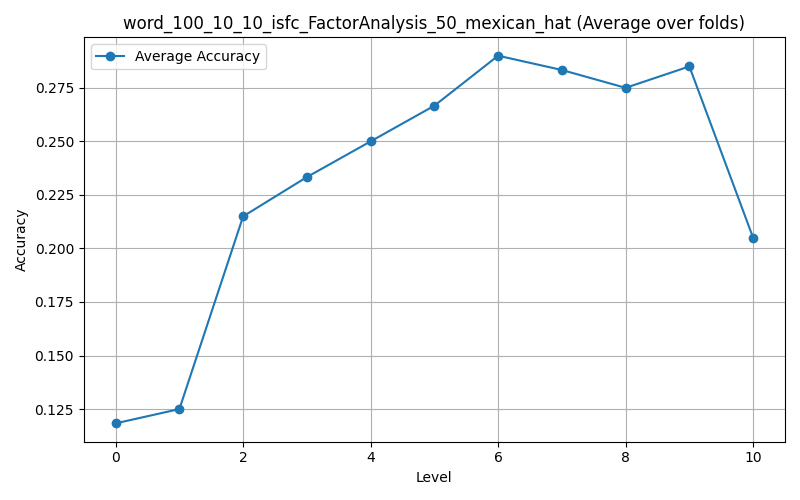 word_100_10_10_isfc_FactorAnalysis_50_mexican_hat (Average over folds)
Average Accuracy
0.275
0.250
0.225
0.200
0.175
0.150
0.125
Accuracy
0 2 4 6 8 10
Level